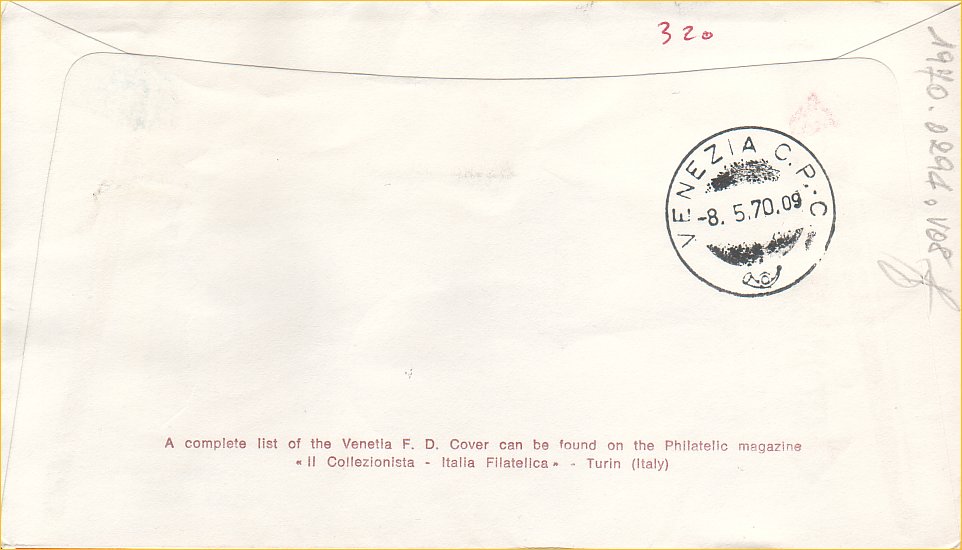 320
VENEZIA C.P.C
-8. 5.70.09
A complete list of the Venetia F. D. Cover can be found on the Philatelic magazine
« Il Collezionista - Italia Filatelica » - Turin (Italy)